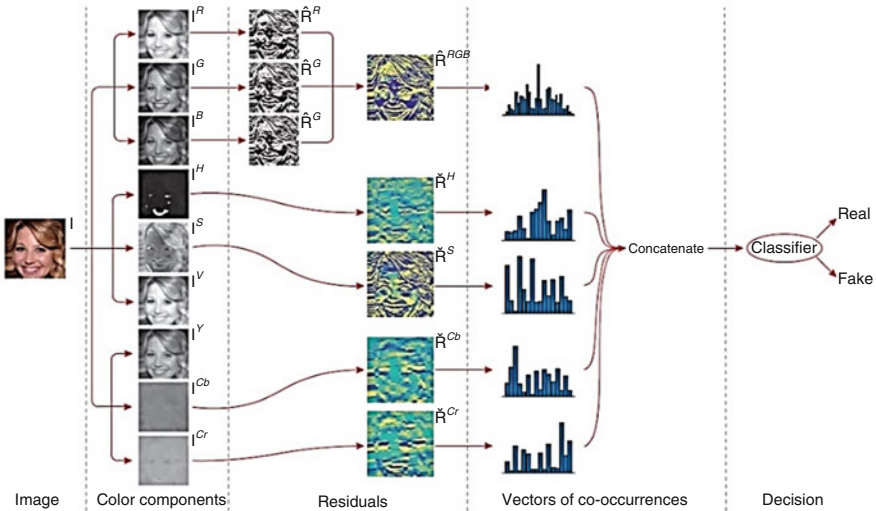 I
I^R
I^G
I^B
I^H
I^S
I^V
I^Y
I^Cb
I^Cr
R̂^R
R̂^G
R̂^G
R̂^RGB
Ř^H
Ř^S
Ř^Cb
Ř^Cr
Concatenate
Classifier
Real
Fake
Image
Color components
Residuals
Vectors of co-occurrences
Decision